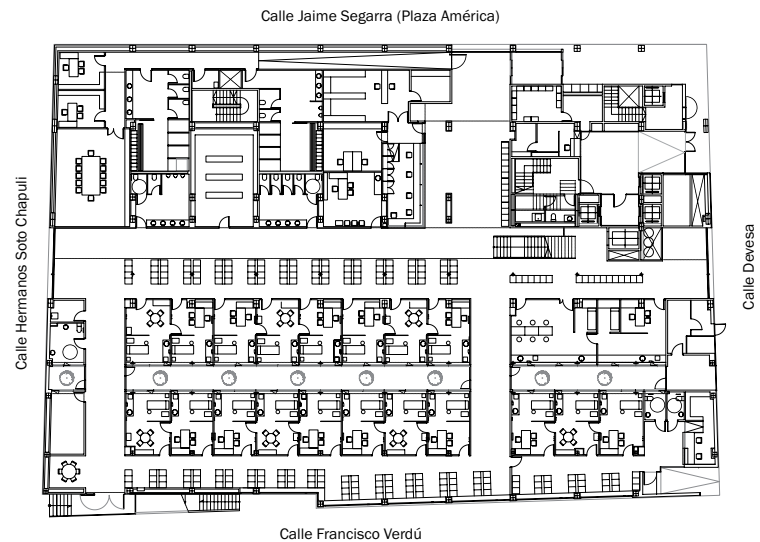 Calle Jaime Segarra (Plaza América)
Calle Hermanos Soto Chapuli
Calle Devesa
Calle Francisco Verdú